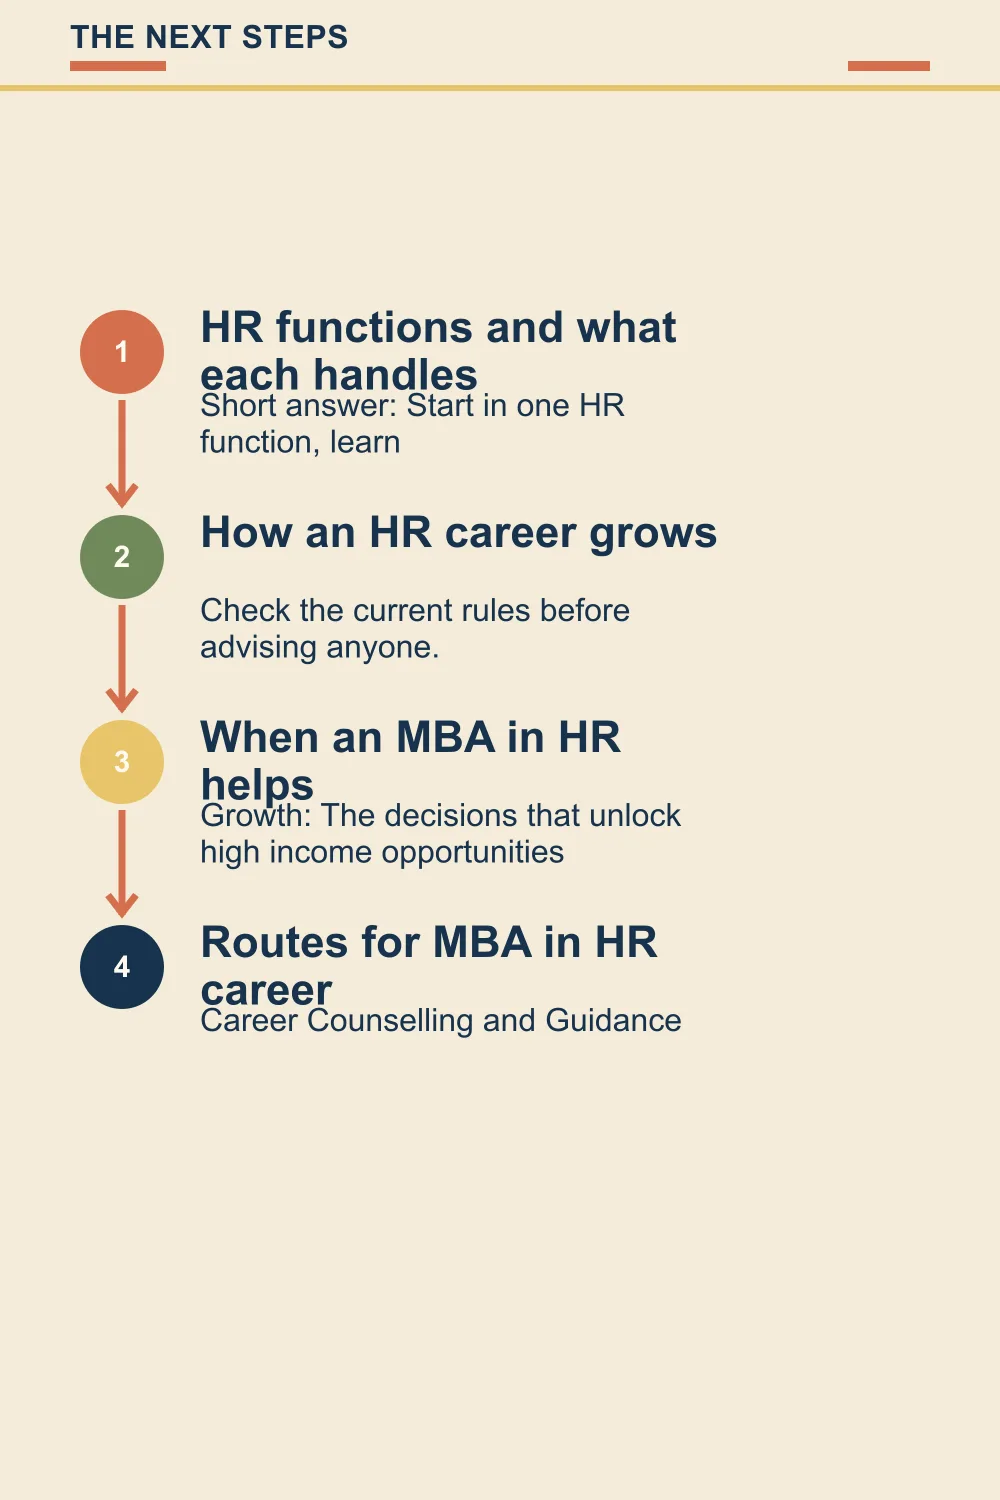 THE NEXT STEPS
1
HR functions and what
each handles
Short answer: Start in one HR
function, learn
2
How an HR career grows
Check the current rules before
advising anyone.
3
When an MBA in HR
helps
Growth: The decisions that unlock
high income opportunities
4
Routes for MBA in HR
career
Career Counselling and Guidance